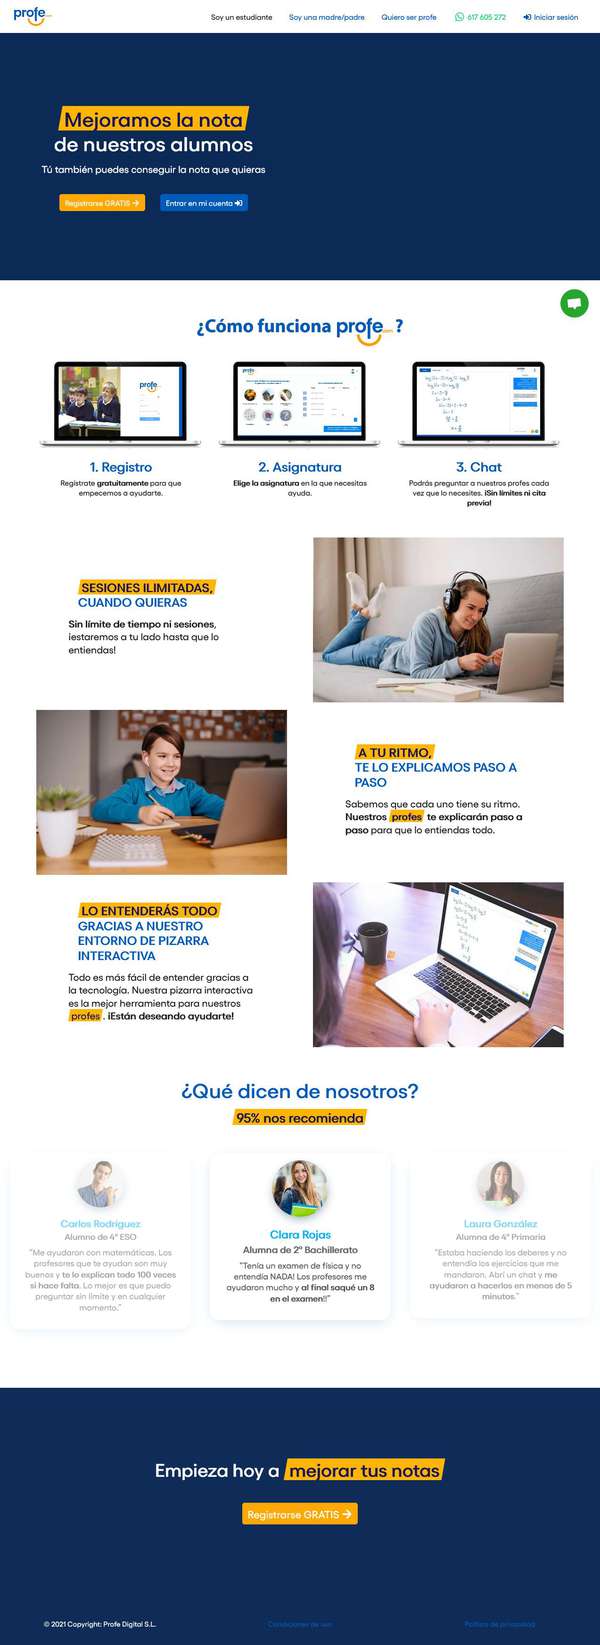 profe.com
Soy un estudiante
Soy una madre/padre
Quiero ser profe
617 605 272
Iniciar sesión
Mejoramos la nota
de nuestros alumnos
Tú también puedes conseguir la nota que quieras
Registrarse GRATIS
Entrar en mi cuenta
¿Cómo funciona profe.com ?
1. Registro
Regístrate gratuitamente para que
empecemos a ayudarte.
2. Asignatura
Elige la asignatura en la que necesitas
ayuda.
3. Chat
Podrás preguntar a nuestros profes cada
vez que lo necesites. ¡Sin límites ni cita
previa!
SESIONES ILIMITADAS,
CUANDO QUIERAS
Sin límite de tiempo ni sesiones,
¡estaremos a tu lado hasta que lo
entiendas!
A TU RITMO,
TE LO EXPLICAMOS PASO A
PASO
Sabemos que cada uno tiene su ritmo.
Nuestros profes te explicarán paso a
paso para que lo entiendas todo.
LO ENTENDERÁS TODO
GRACIAS A NUESTRO
ENTORNO DE PIZARRA
INTERACTIVA
Todo es más fácil de entender gracias a
la tecnología. Nuestra pizarra interactiva
es la mejor herramienta para nuestros
profes . ¡Están deseando ayudarte!
¿Qué dicen de nosotros?
95% nos recomienda
Carlos Rodríguez
Alumno de 4º ESO
"Me ayudaron con matemáticas. Los
profesores que te ayudan son muy
buenos y te lo explican todo 100 veces
si hace falta. Lo mejor es que puedo
preguntar sin límite y en cualquier
momento."
Clara Rojas
Alumna de 2º Bachillerato
"Tenía un examen de física y no
entendía NADA! Los profesores me
ayudaron mucho y al final saqué un 8
en el examen!!"
Laura González
Alumna de 4º Primaria
"Estaba haciendo los deberes y no
entendía los ejercicios que me
mandaron. Abrí un chat y me
ayudaron a hacerlos en menos de 5
minutos."
Empieza hoy a mejorar tus notas
Registrarse GRATIS
© 2021 Copyright: Profe Digital S.L.
Condiciones de uso
Política de privacidad